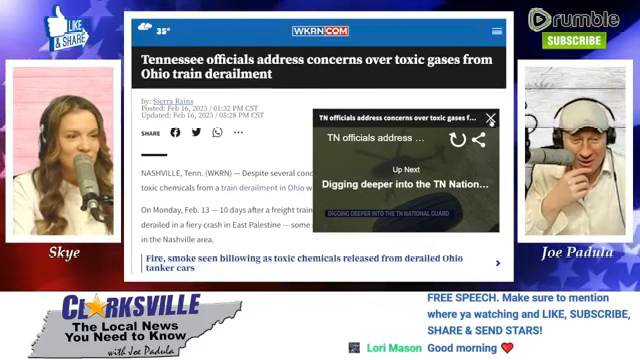 LIKE
& SHARE
35°
WKRN.COM
rumble
SUBSCRIBE
Tennessee officials address concerns over toxic gases from
Ohio train derailment
by: Sierra Rains
Posted: Feb 16, 2023 / 01:32 PM CST
Updated: Feb 16, 2023 / 05:28 PM CST
SHARE
TN officials address concerns over toxic gases f...
TN officials address ...
Up Next
Digging deeper into the TN Nation...
DIGGING DEEPER INTO THE TN NATIONAL GUARD
NASHVILLE, Tenn. (WKRN) – Despite several conc
toxic chemicals from a train derailment in Ohio w
On Monday, Feb. 13 — 10 days after a freight train
derailed in a fiery crash in East Palestine — some
in the Nashville area.
Fire, smoke seen billowing as toxic chemicals released from derailed Ohio
tanker cars
Skye
Joe Padula
CLARKSVILLE
The Local News
You Need to Know
with Joe Padula
FREE SPEECH. Make sure to mention
where ya watching and LIKE, SUBSCRIBE,
SHARE & SEND STARS!
Lori Mason Good morning ❤️